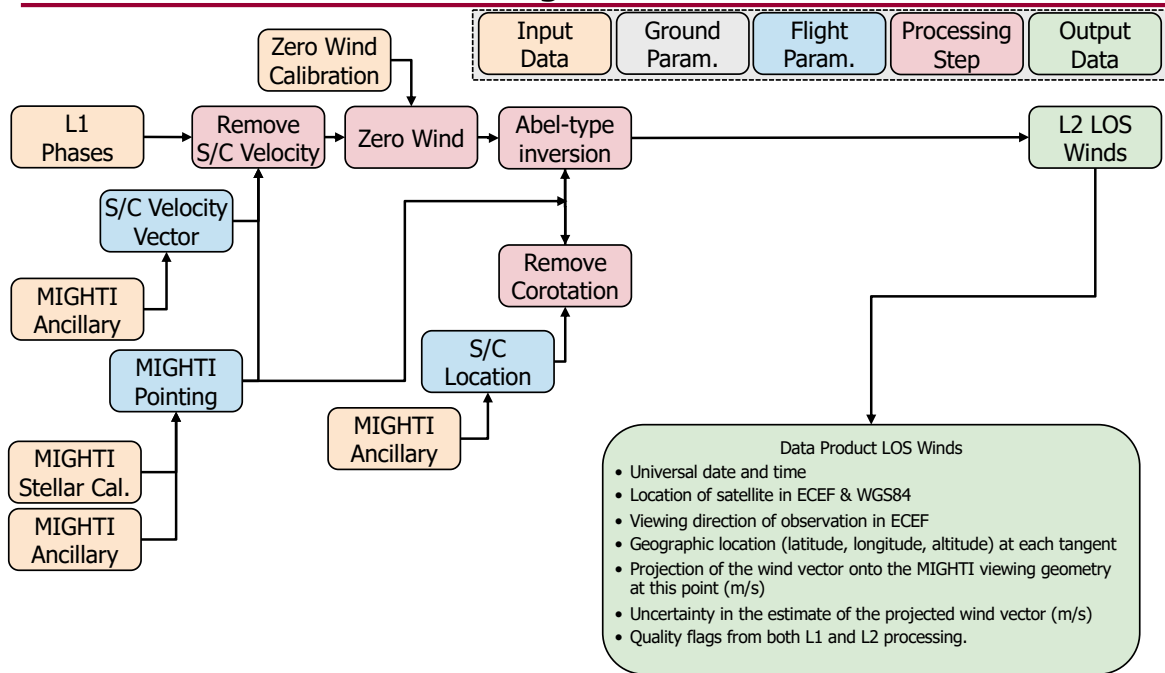 Input
Data
Ground
Param.
Flight
Param.
Processing
Step
Output
Data
Zero Wind
Calibration
L1
Phases
Remove
S/C Velocity
Zero Wind
Abel-type
inversion
L2 LOS
Winds
S/C Velocity
Vector
Remove
Corotation
MIGHTI
Ancillary
S/C
Location
MIGHTI
Pointing
MIGHTI
Ancillary
MIGHTI
Stellar Cal.
MIGHTI
Ancillary
Data Product LOS Winds
• Universal date and time
• Location of satellite in ECEF & WGS84
• Viewing direction of observation in ECEF
• Geographic location (latitude, longitude, altitude) at each tangent
• Projection of the wind vector onto the MIGHTI viewing geometry
at this point (m/s)
• Uncertainty in the estimate of the projected wind vector (m/s)
• Quality flags from both L1 and L2 processing.